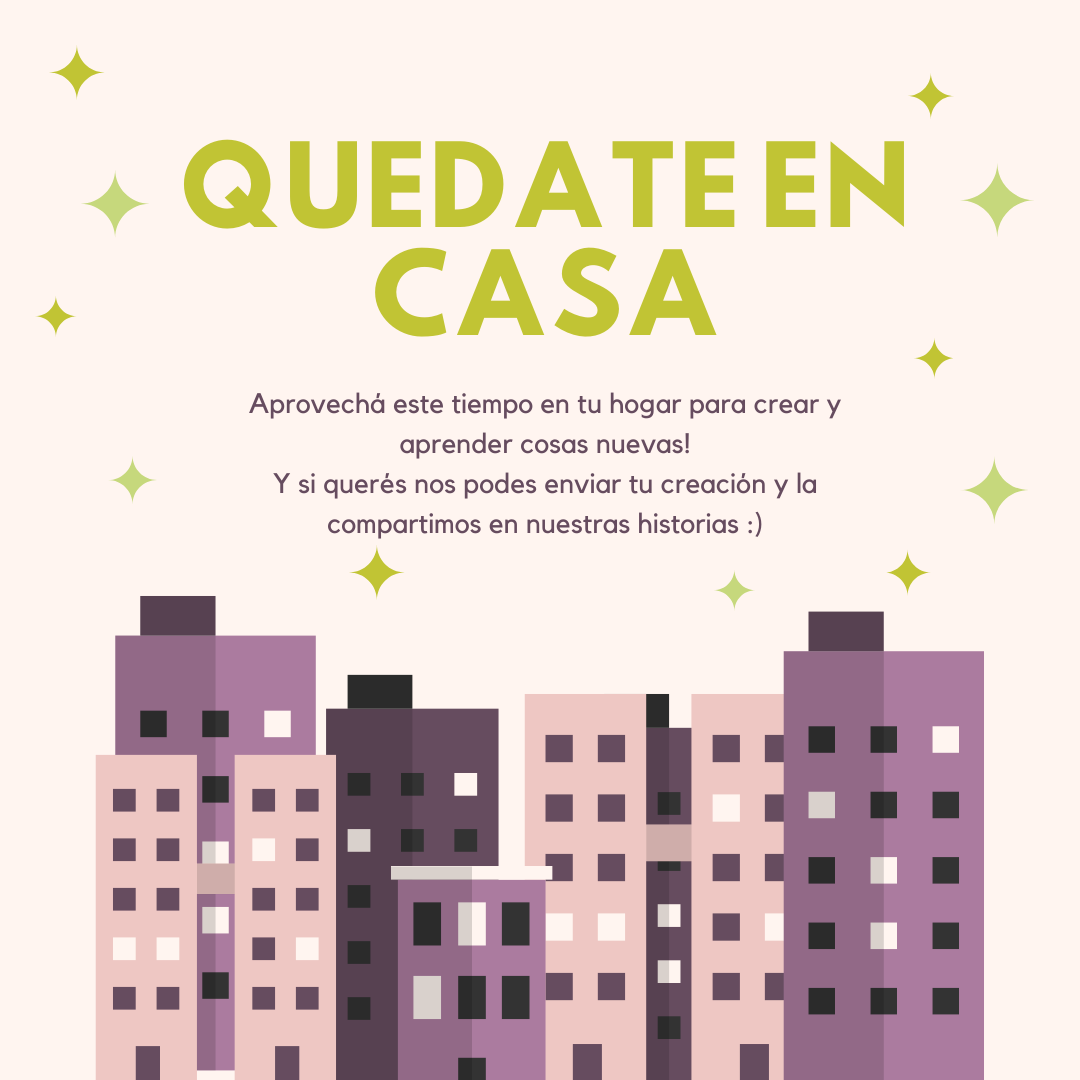 QUEDATE EN
CASA
Aprovechá este tiempo en tu hogar para crear y
aprender cosas nuevas!
Y si querés nos podes enviar tu creación y la
compartimos en nuestras historias :)